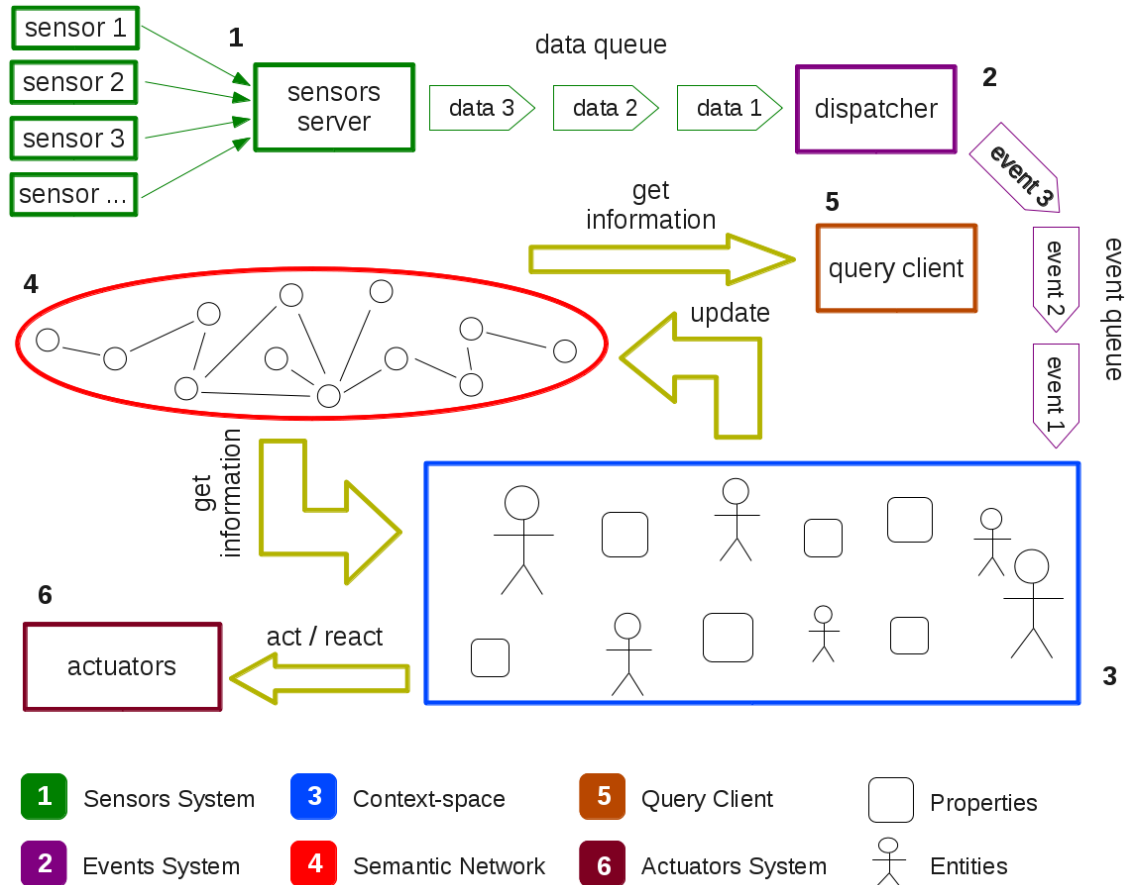 sensor 1
sensor 2
sensor 3
sensor ...
1
sensors
server
data queue
data 3
data 2
data 1
dispatcher
2
event 3
event 2
event 1
event queue
get
information
5
query client
4
update
get
information
3
6
actuators
act / react
1 Sensors System
3 Context-space
5 Query Client
Properties
2 Events System
4 Semantic Network
6 Actuators System
Entities